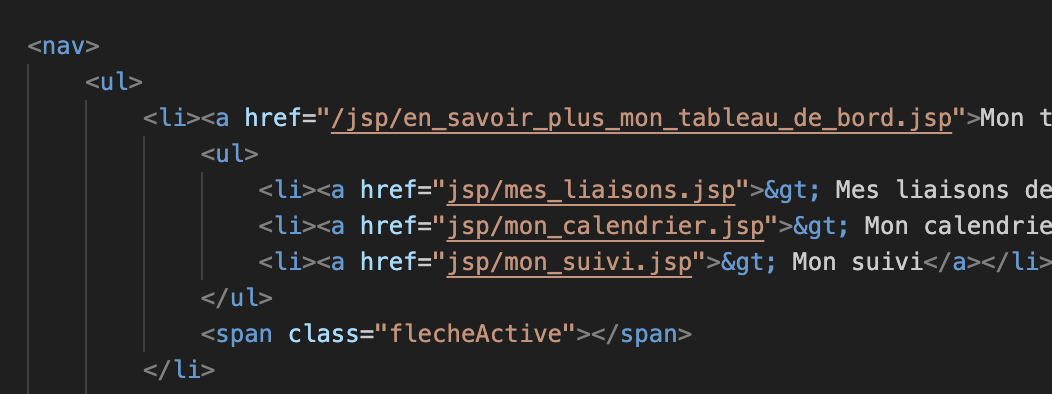 <nav>
<ul>
<li><a href="/jsp/en_savoir_plus_mon_tableau_de_bord.jsp">Mon
<ul>
<li><a href="jsp/mes_liaisons.jsp">&gt; Mes liaisons de
<li><a href="jsp/mon_calendrier.jsp">&gt; Mon calendrie
<li><a href="jsp/mon_suivi.jsp">&gt; Mon suivi</a></li>
</ul>
<span class="flecheActive"></span>
</li>